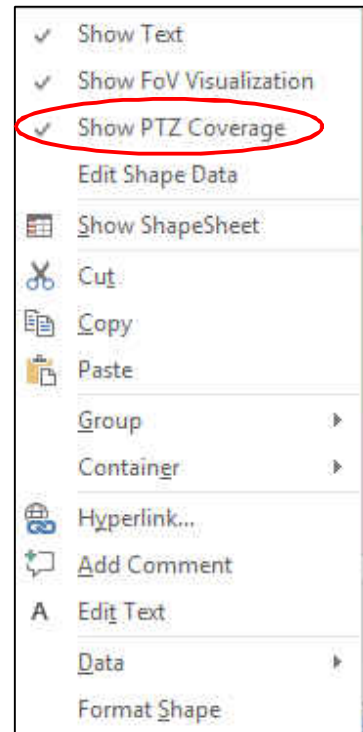 Show Text
Show FoV Visualization
Show PTZ Coverage
Edit Shape Data
Show ShapeSheet
Cut
Copy
Paste
Group
Container
Hyperlink...
Add Comment
A Edit Text
Data
Format Shape